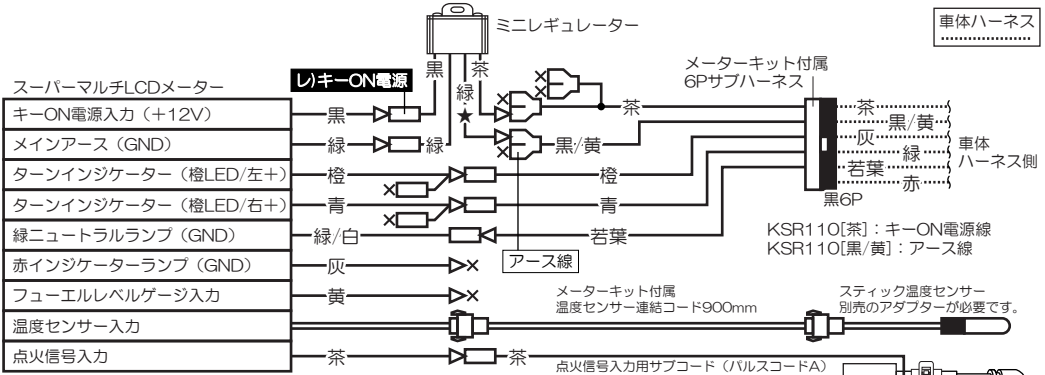 ミニレギュレーター
車体ハーネス
メーターキット付属
6Pサブハーネス
スーパーマルチLCDメーター
レ)キーON電源
黒
茶
緑
★
キーON電源入力(+12V)
黒
茶
茶
メインアース(GND)
緑
緑
黒/黄
黒/黄
ターンインジケーター(橙LED/左+)
橙
橙
灰
車体
ハーネス側
緑
若葉
赤
ターンインジケーター(橙LED/右+)
青
青
黒6P
緑ニュートラルランプ(GND)
緑/白
若葉
KSR110[茶]:キーON電源線
KSR110[黒/黄]:アース線
アース線
赤インジケーターランプ(GND)
灰
フューエルレベルゲージ入力
黄
メーターキット付属
温度センサー連結コード900mm
スティック温度センサー
別売のアダプターが必要です。
温度センサー入力
点火信号入力
茶
茶
点火信号入力用サブコード(パルスコードA)